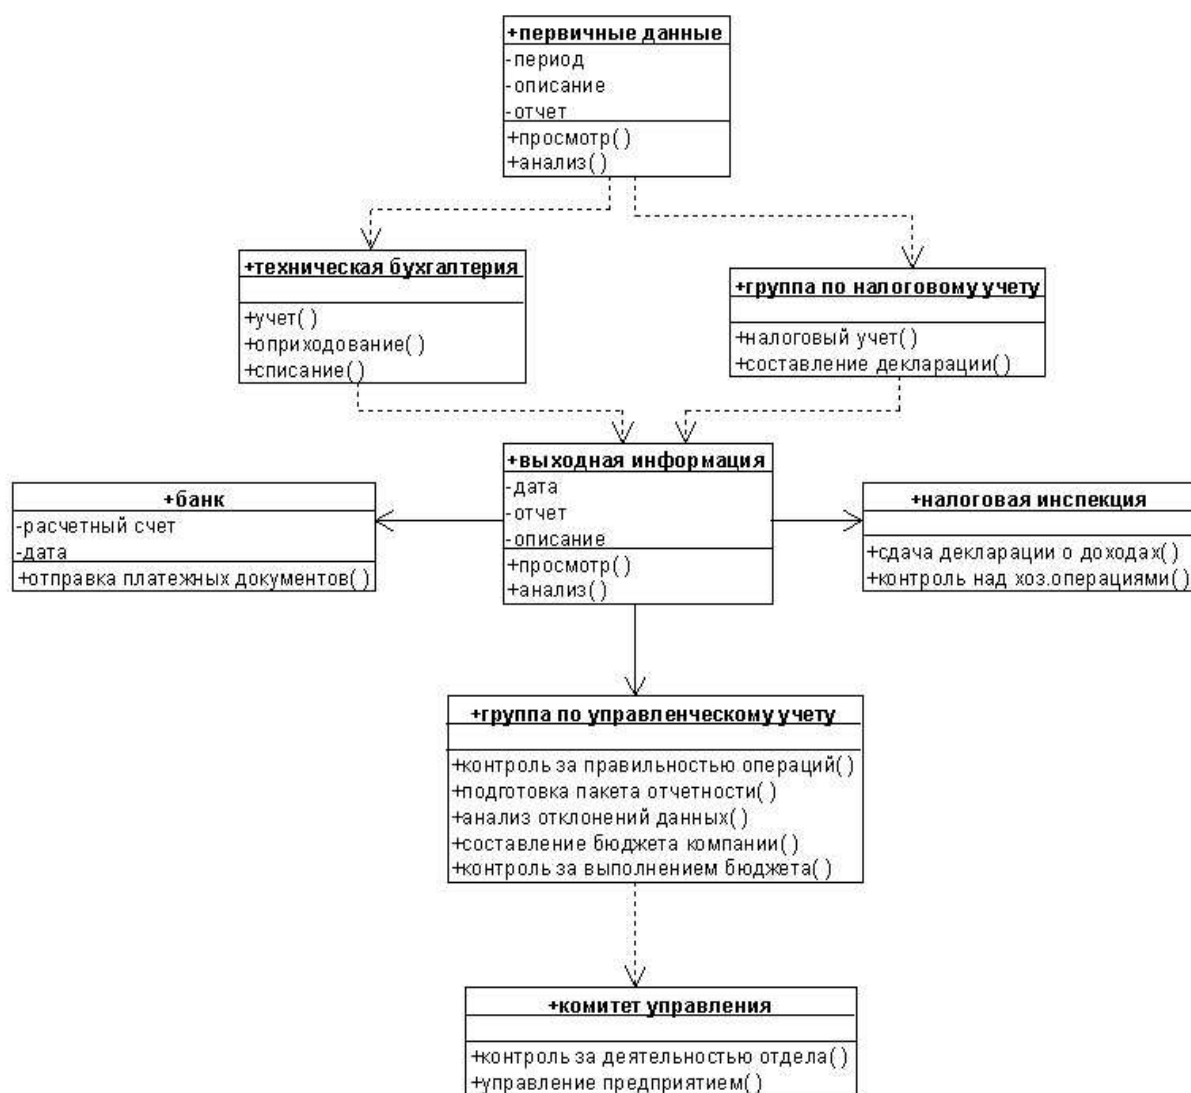 +первичные данные
-период
-описание
-отчет
+просмотр()
+анализ()
+техническая бухгалтерия
+учет()
+оприходование()
+списание()
+группа по налоговому учету
+налоговый учет()
+составление декларации()
+банк
-расчетный счет
-дата
+отправка платежных документов()
+выходная информация
-дата
-отчет
-описание
+просмотр()
+анализ()
+налоговая инспекция
+сдача декларации о доходах()
+контроль над хоз.операциями()
+группа по управленческому учету
+контроль за правильностью операций()
+подготовка пакета отчетности()
+анализ отклонений данных()
+составление бюджета компании()
+контроль за выполнением бюджета()
+комитет управления
+контроль за деятельностью отдела()
+управление предприятием()